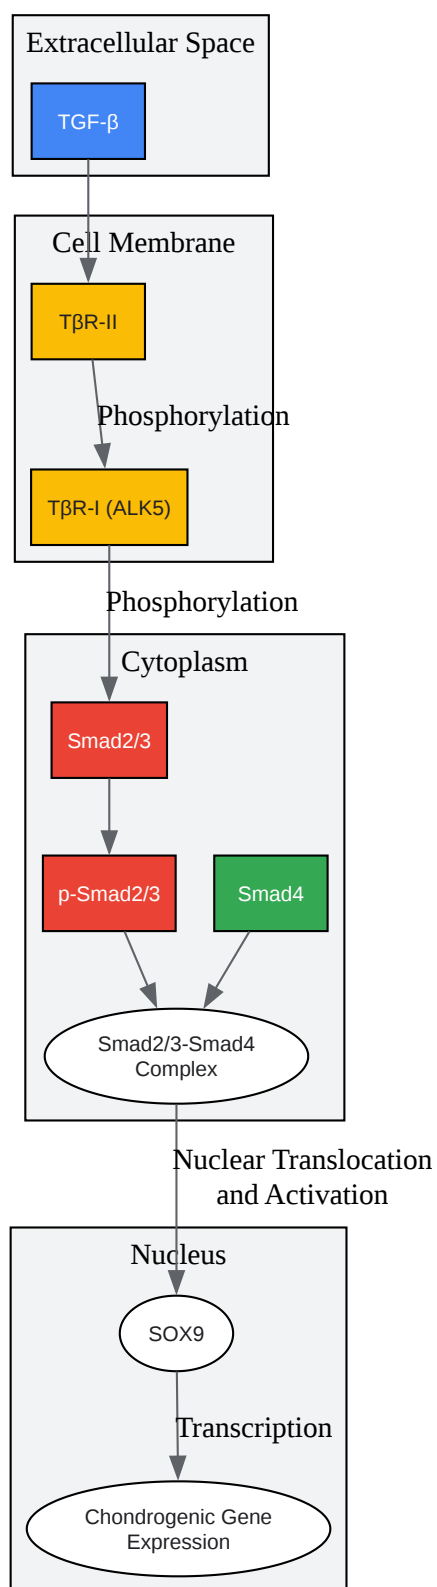 Extracellular Space
TGF-β
Cell Membrane
TβR-II
Phosphorylation
TβR-I (ALK5)
Phosphorylation
Cytoplasm
Smad2/3
p-Smad2/3
Smad4
Smad2/3-Smad4
Complex
Nuclear Translocation
and Activation
Nucleus
SOX9
Transcription
Chondrogenic Gene
Expression